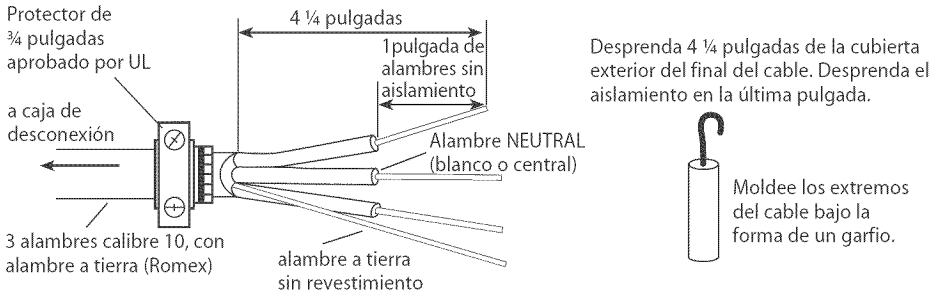 Protector de
¾ pulgadas
aprobado por UL
a caja de
desconexión
3 alambres calibre 10, con
alambre a tierra (Romex)
4 ¼ pulgadas
1pulgada de
alambres sin
aislamiento
Alambre NEUTRAL
(blanco o central)
alambre a tierra
sin revestimiento
Desprenda 4 ¼ pulgadas de la cubierta
exterior del final del cable. Desprenda el
aislamiento en la última pulgada.
Moldee los extremos
del cable bajo la
forma de un garfio.